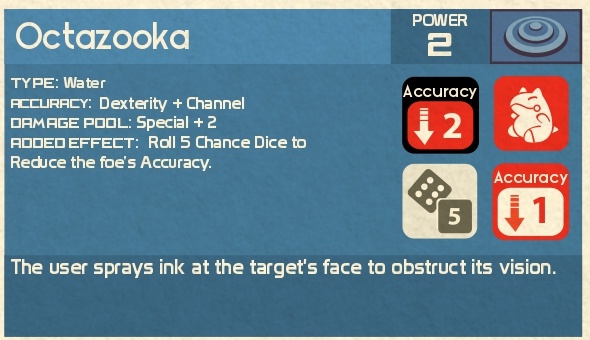 Octazooka
POWER
2
TYPE: Water
ACCURACY: Dexterity + Channel
DAMAGE POOL: Special + 2
ADDED EFFECT: Roll 5 Chance Dice to
Reduce the foe's Accuracy.
Accuracy
2
5
Accuracy
1
The user sprays ink at the target's face to obstruct its vision.